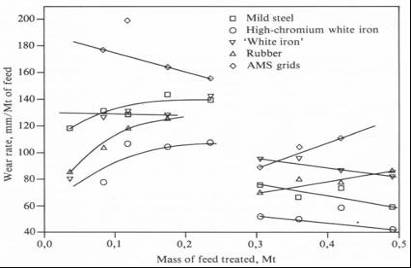 200
180
160
140
120
100
80
60
40
Wear rate, mm/Mt of feed
Mild steel
High-chromium white iron
'White iron'
Rubber
AMS grids
0,0
0,1
0,2
0,3
0,4
0,5
Mass of feed treated, Mt